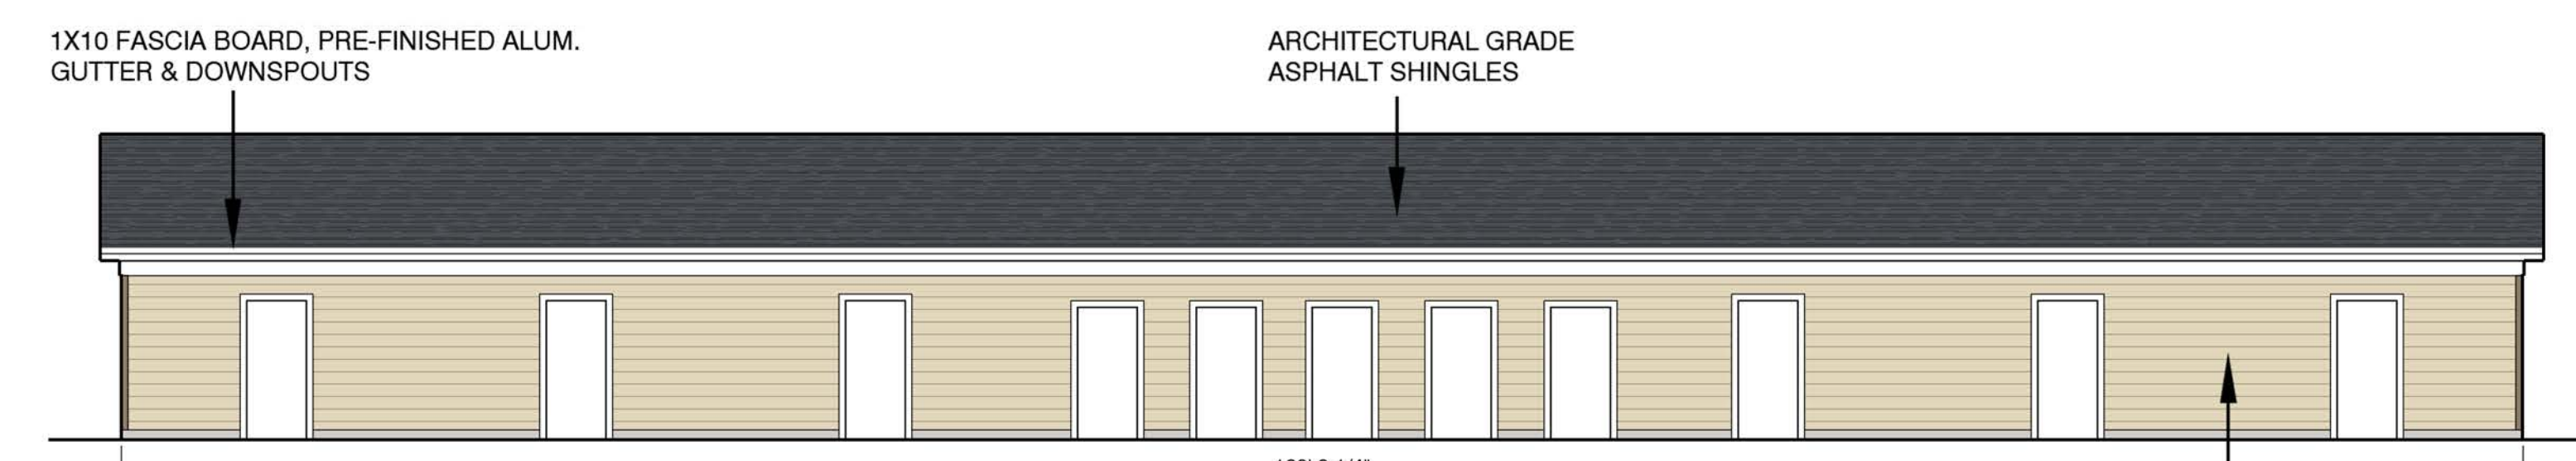 1X10 FASCIA BOARD, PRE-FINISHED ALUM.
GUTTER & DOWNSPOUTS
ARCHITECTURAL GRADE
ASPHALT SHINGLES